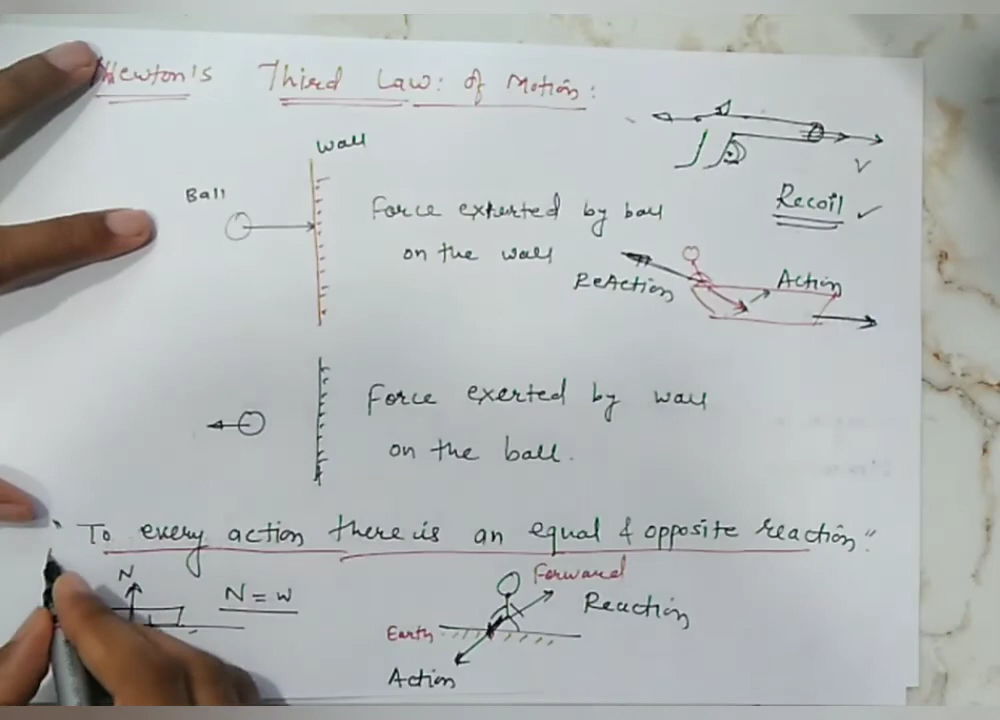 Newton's Third Law: of Motion:
Wall
Ball
Force exherted by ball
on the wall
V
Recoil ✓
ReAction
Action
Force exerted by wall
on the ball.
"To every action there is an equal & opposite reaction"
N
N = W
Forward
Reaction
Earth
Action